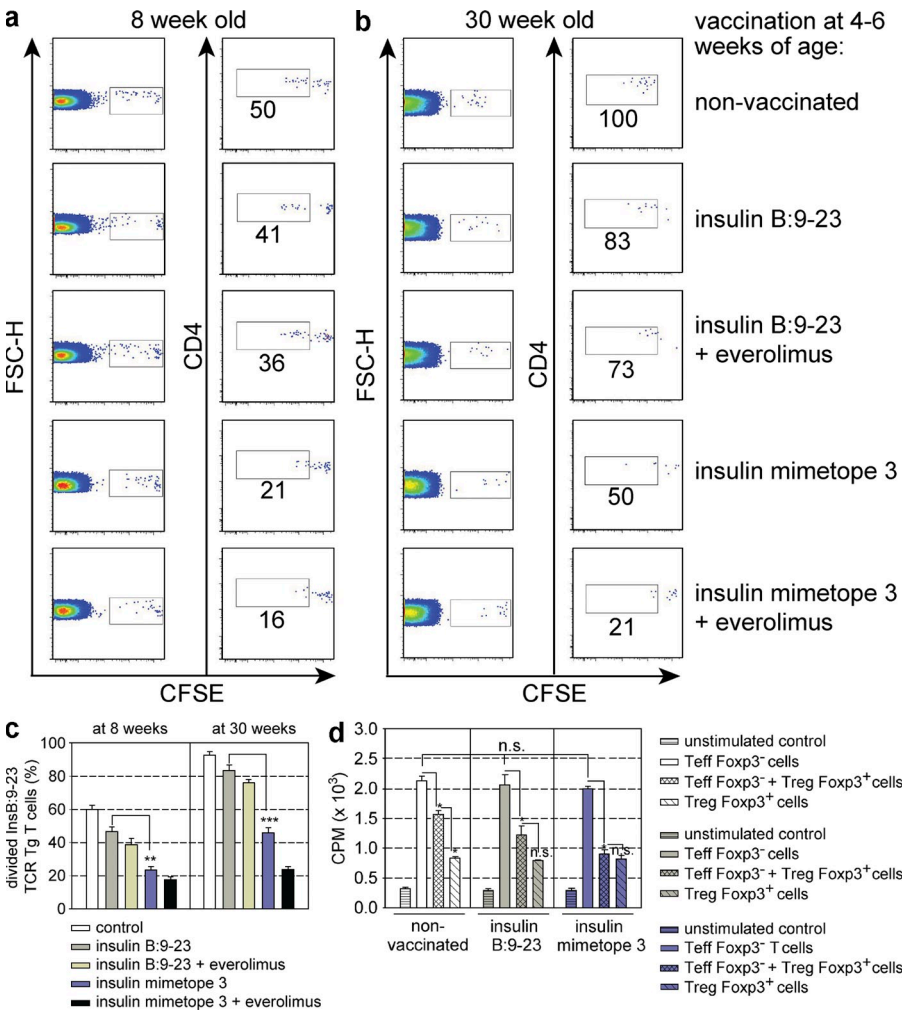 a
8 week old
b
30 week old
vaccination at 4-6
weeks of age:
50
100
non-vaccinated
41
83
insulin B:9-23
FSC-H
CD4
FSC-H
CD4
36
73
insulin B:9-23
+ everolimus
21
50
insulin mimetope 3
16
21
insulin mimetope 3
+ everolimus
CFSE
CFSE
c
at 8 weeks
at 30 weeks
divided InsB:9-23
TCR Tg T cells (%)
100
80
60
40
20
0
**
***
control
insulin B:9-23
insulin B:9-23 + everolimus
insulin mimetope 3
insulin mimetope 3 + everolimus
d
CPM (x 10³)
3.0
2.5
2.0
1.5
1.0
0.5
0.0
n.s.
*
*
*
n.s.
*
n.s.
non-
vaccinated
insulin
B:9-23
insulin
mimetope 3
unstimulated control
Teff Foxp3⁻ cells
Teff Foxp3⁻ + Treg Foxp3⁺ cells
Treg Foxp3⁺ cells
unstimulated control
Teff Foxp3⁻ cells
Teff Foxp3⁻ + Treg Foxp3⁺ cells
Treg Foxp3⁺ cells
unstimulated control
Teff Foxp3⁻ T cells
Teff Foxp3⁻ + Treg Foxp3⁺ cells
Treg Foxp3⁺ cells